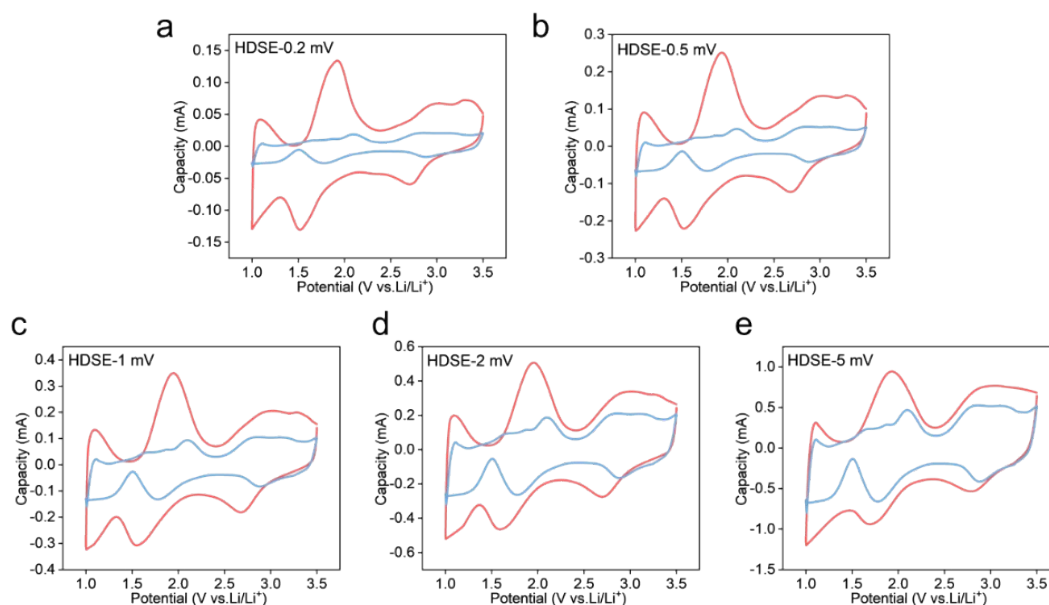 a
HDSE-0.2 mV
0.15
0.10
0.05
0.00
-0.05
-0.10
-0.15
Capacity (mA)
1.0 1.5 2.0 2.5 3.0 3.5
Potential (V vs.Li/Li⁺)
b
HDSE-0.5 mV
0.3
0.2
0.1
0.0
-0.1
-0.2
-0.3
Capacity (mA)
1.0 1.5 2.0 2.5 3.0 3.5
Potential (V vs.Li/Li⁺)
c
HDSE-1 mV
0.4
0.3
0.2
0.1
0.0
-0.1
-0.2
-0.3
-0.4
Capacity (mA)
1.0 1.5 2.0 2.5 3.0 3.5
Potential (V vs.Li/Li⁺)
d
HDSE-2 mV
0.6
0.4
0.2
0.0
-0.2
-0.4
-0.6
Capacity (mA)
1.0 1.5 2.0 2.5 3.0 3.5
Potential (V vs.Li/Li⁺)
e
HDSE-5 mV
1.0
0.5
0.0
-0.5
-1.0
-1.5
Capacity (mA)
1.0 1.5 2.0 2.5 3.0 3.5
Potential (V vs.Li/Li⁺)